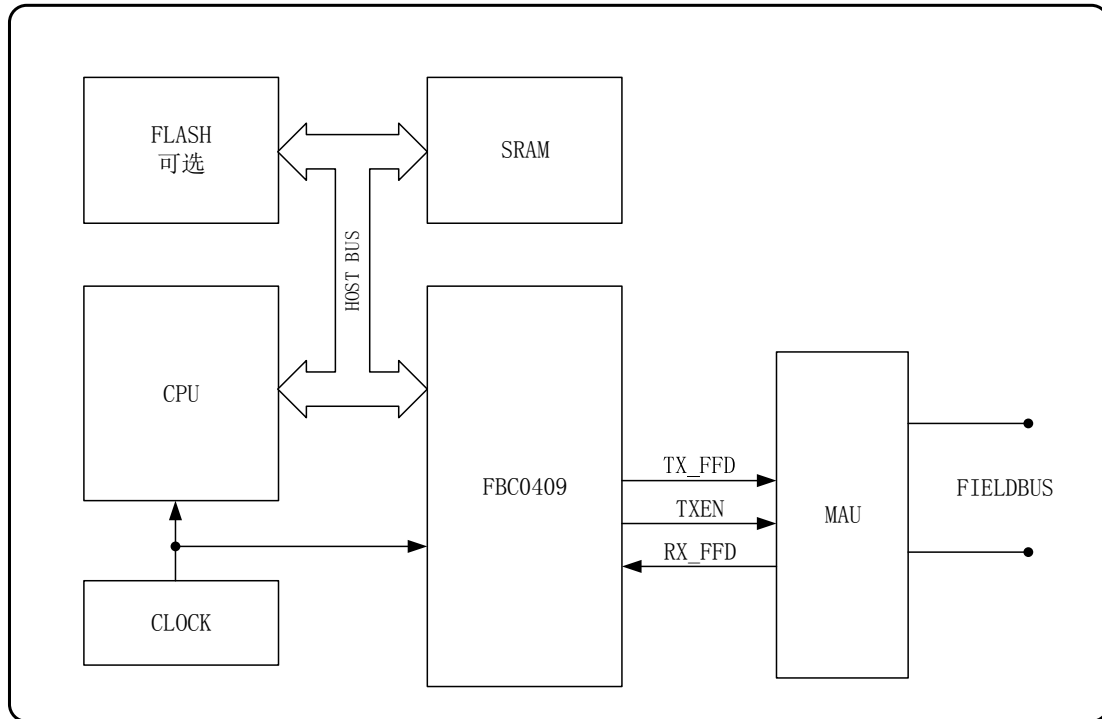 FLASH
可选
SRAM
HOST BUS
CPU
FBC0409
TX_FFD
TXEN
RX_FFD
MAU
FIELDBUS
CLOCK